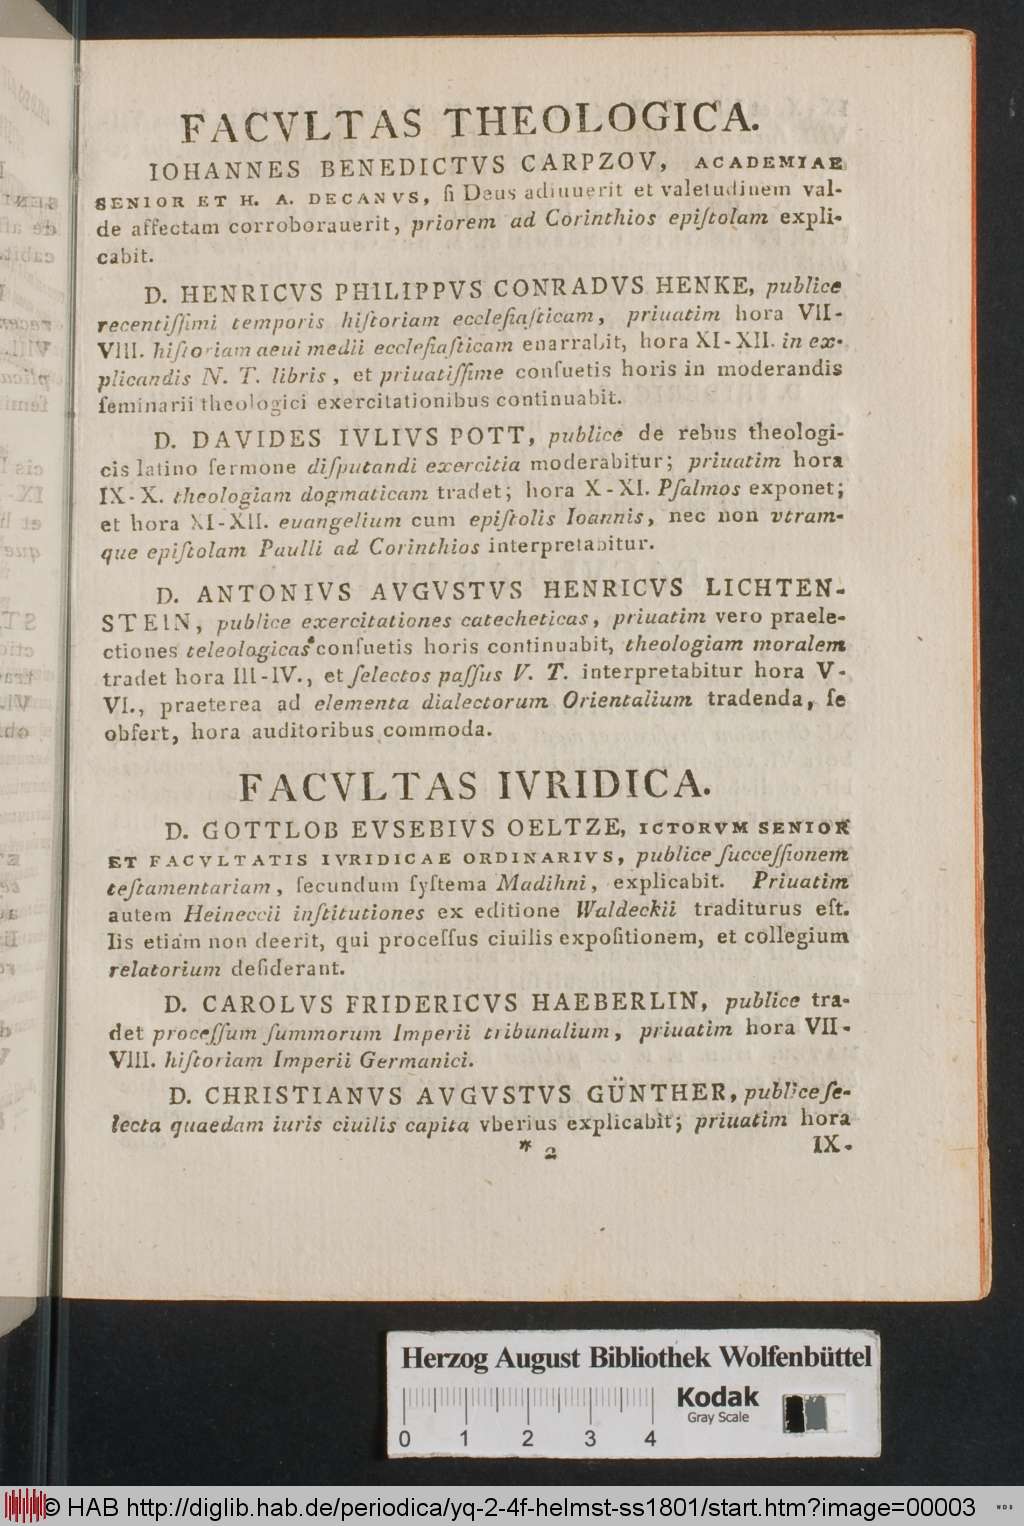 FACVLTAS THEOLOGICA.
IOHANNES BENEDICTVS CARPZOV, ACADEMIAE
SENIOR ET H. A. DECANVS, ſi Deus adiuuerit et valetudinem val-
de affectam corroborauerit, priorem ad Corinthios epiſtolam expli-
cabit.
D. HENRICVS PHILIPPVS CONRADVS HENKE, publice
recentiſſimi temporis hiſtoriam eccleſiaſticam, priuatim hora VII-
VIII. hiſtoriam aeui medii eccleſiaſticam enarrabit, hora XI-XII. in ex-
plicandis N. T. libris, et priuatiſſime conſuetis horis in moderandis
ſeminarii theologici exercitationibus continuabit.
D. DAVIDES IVLIVS POTT, publice de rebus theologi-
cis latino ſermone diſputandi exercitia moderabitur; priuatim hora
IX-X. theologiam dogmaticam tradet; hora X-XI. Pſalmos exponet;
et hora XI-XII. euangelium cum epiſtolis Ioannis, nec non vtram-
que epiſtolam Paulli ad Corinthios interpretabitur.
D. ANTONIVS AVGVSTVS HENRICVS LICHTEN-
STEIN, publice exercitationes catecheticas, priuatim vero praele-
ctiones teleologicas conſuetis horis continuabit, theologiam moralem
tradet hora III-IV., et ſelectos paſſus V. T. interpretabitur hora V-
VI., praeterea ad elementa dialectorum Orientalium tradenda, ſe
obfert, hora auditoribus commoda.
FACVLTAS IVRIDICA.
D. GOTTLOB EVSEBIVS OELTZE, ICTORVM SENIOR
ET FACVLTATIS IVRIDICAE ORDINARIVS, publice ſucceſſionem
teſtamentariam, ſecundum ſyſtema Madihni, explicabit. Priuatim
autem Heineccii inſtitutiones ex editione Waldeckii traditurus eſt.
Iis etiam non deerit, qui proceſſus ciuilis expoſitionem, et collegium
relatorium deſiderant.
D. CAROLVS FRIDERICVS HAEBERLIN, publice tra-
det proceſſum ſummorum Imperii tribunalium, priuatim hora VII-
VIII. hiſtoriam Imperii Germanici.
D. CHRISTIANVS AVGVSTVS GÜNTHER, publice ſe-
lecta quaedam iuris ciuilis capita vberius explicabit; priuatim hora
* 2 IX-
Herzog August Bibliothek Wolfenbüttel
Kodak
Gray Scale
0 1 2 3 4
© HAB http://diglib.hab.de/periodica/yq-2-4f-helmst-ss1801/start.htm?image=00003